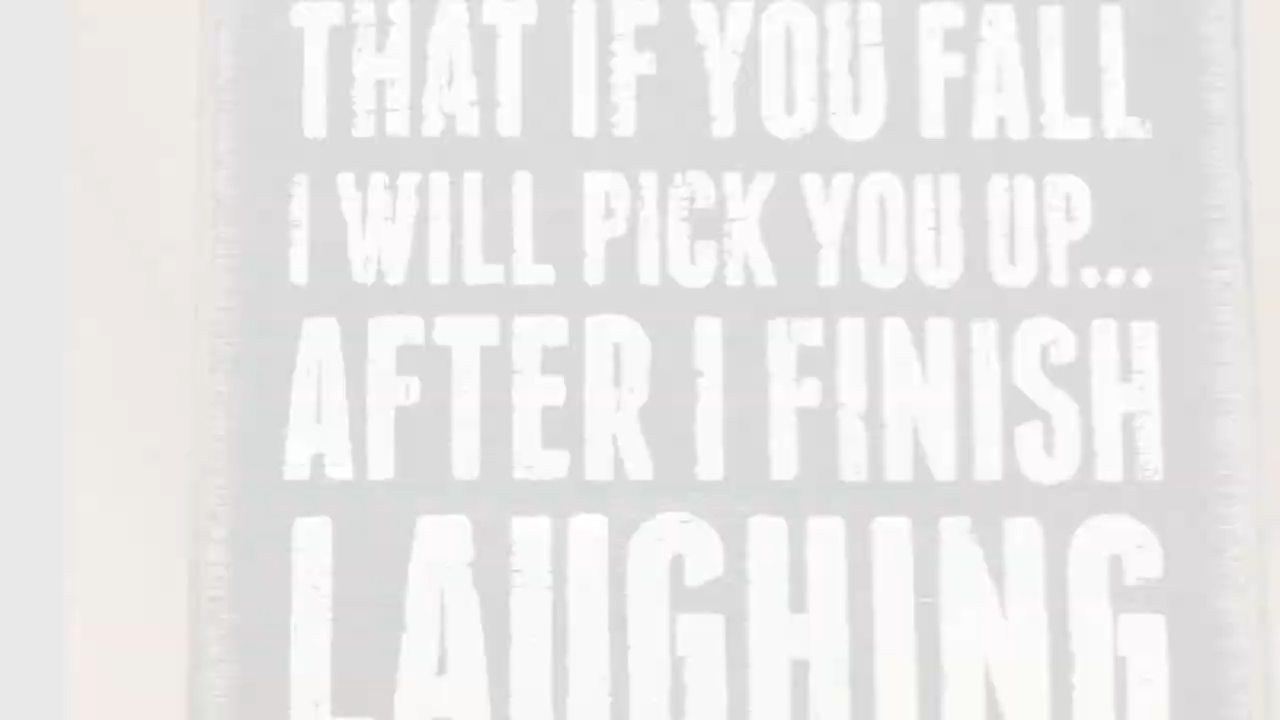 THAT IF YOU FALL
I WILL PICK YOU UP...
AFTER I FINISH
LAUGHING